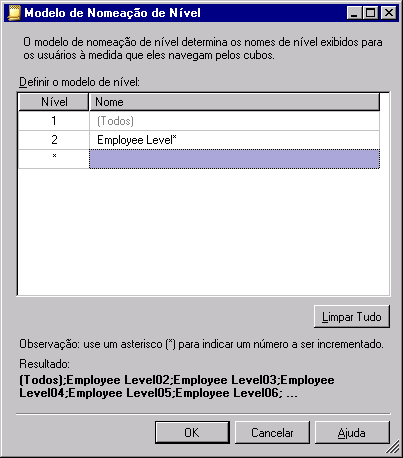 Modelo de Nomeação de Nível
O modelo de nomeação de nível determina os nomes de nível exibidos para
os usuários à medida que eles navegam pelos cubos.
Definir o modelo de nível:
Nível Nome
1 (Todos)
2 Employee Level*
*
Limpar Tudo
Observação: use um asterisco (*) para indicar um número a ser incrementado.
Resultado:
(Todos);Employee Level02;Employee Level03;Employee
Level04;Employee Level05;Employee Level06; ...
OK Cancelar Ajuda